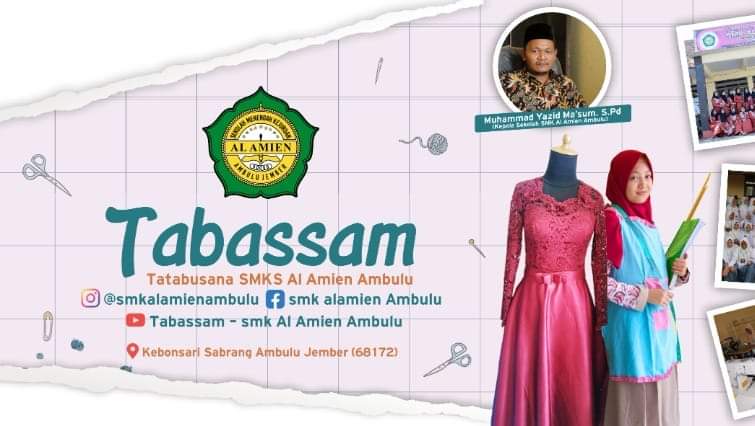 SEKOLAH MENENGAH KEJURUAN
AL AMIEN
AMBULU JEMBER
Tabassam
Tatabusana SMKS Al Amien Ambulu
@smkalamienambulu smk alamien Ambulu
Tabassam - smk Al Amien Ambulu
Kebonsari Sabrang Ambulu Jember (68172)
Muhammad Yazid Ma'sum. S.Pd
(Kepala Sekolah SMK Al Amien Ambulu)